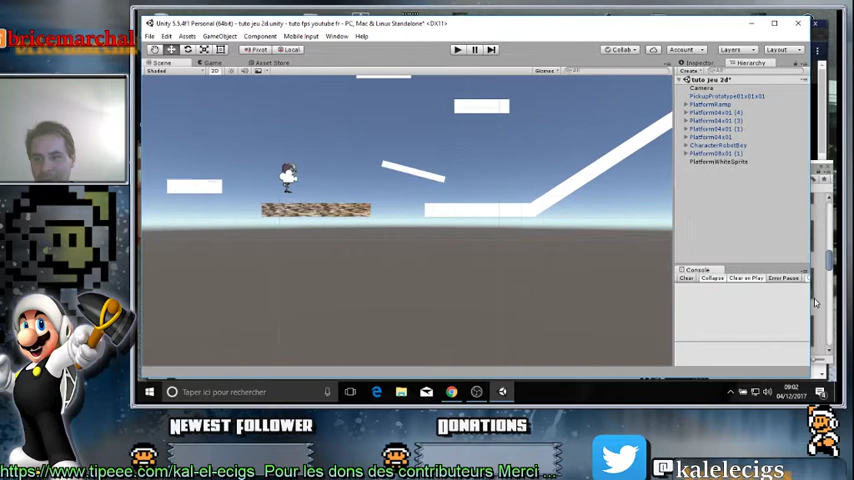 bricemarchal
Unity 5.5.4f1 Personal (64bit) - tuto jeu 2d.unity - tuto fps youtube fr - PC, Mac & Linux Standalone* <DX11>
File Edit Assets GameObject Component Mobile Input Window Help
Pivot Local Collab Account Layers Layout
Scene Game Asset Store Inspector Hierarchy
Shaded 2D Gizmos All Create All
tuto jeu 2d*
Camera
PickupPrototype01x01x01
PlatformRamp
Platform04x01 (4)
Platform04x01 (3)
Platform04x01 (1)
Platform04x01
CharacterRobotBoy
Platform08x01 (1)
PlatformWhiteSprite
Console
Clear Collapse Clear on Play Error Pause
Taper ici pour rechercher
09:02
04/12/2017
Newest Follower
Donations
https://www.tipeee.com/kal-el-ecigs Pour les dons des contributeurs Merci ...
@kalelecigs